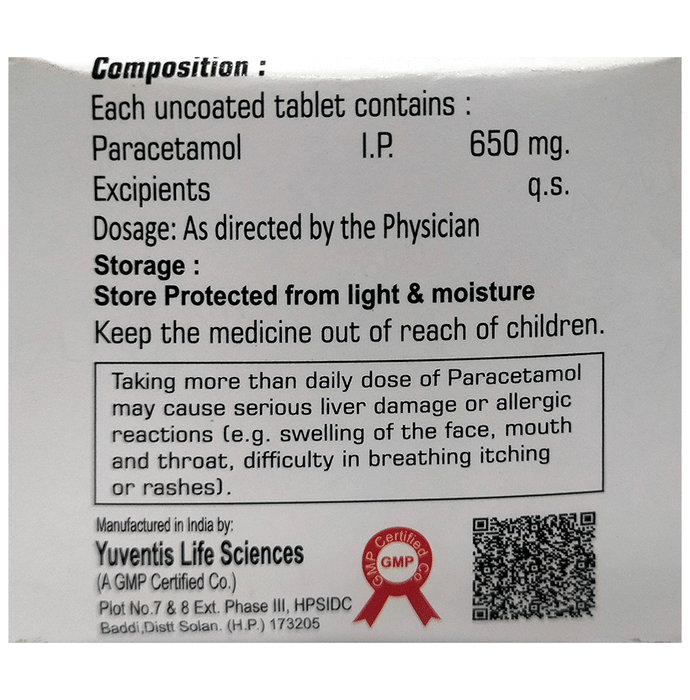 Composition :
Each uncoated tablet contains :
Paracetamol I.P. 650 mg.
Excipients q.s.
Dosage: As directed by the Physician
Storage :
Store Protected from light & moisture
Keep the medicine out of reach of children.
Taking more than daily dose of Paracetamol
may cause serious liver damage or allergic
reactions (e.g. swelling of the face, mouth
and throat, difficulty in breathing itching
or rashes).
Manufactured in India by:
Yuventis Life Sciences
(A GMP Certified Co.)
Plot No.7 & 8 Ext. Phase III, HPSIDC
Baddi,Distt Solan. (H.P.) 173205
GMP Certified Co.
GMP